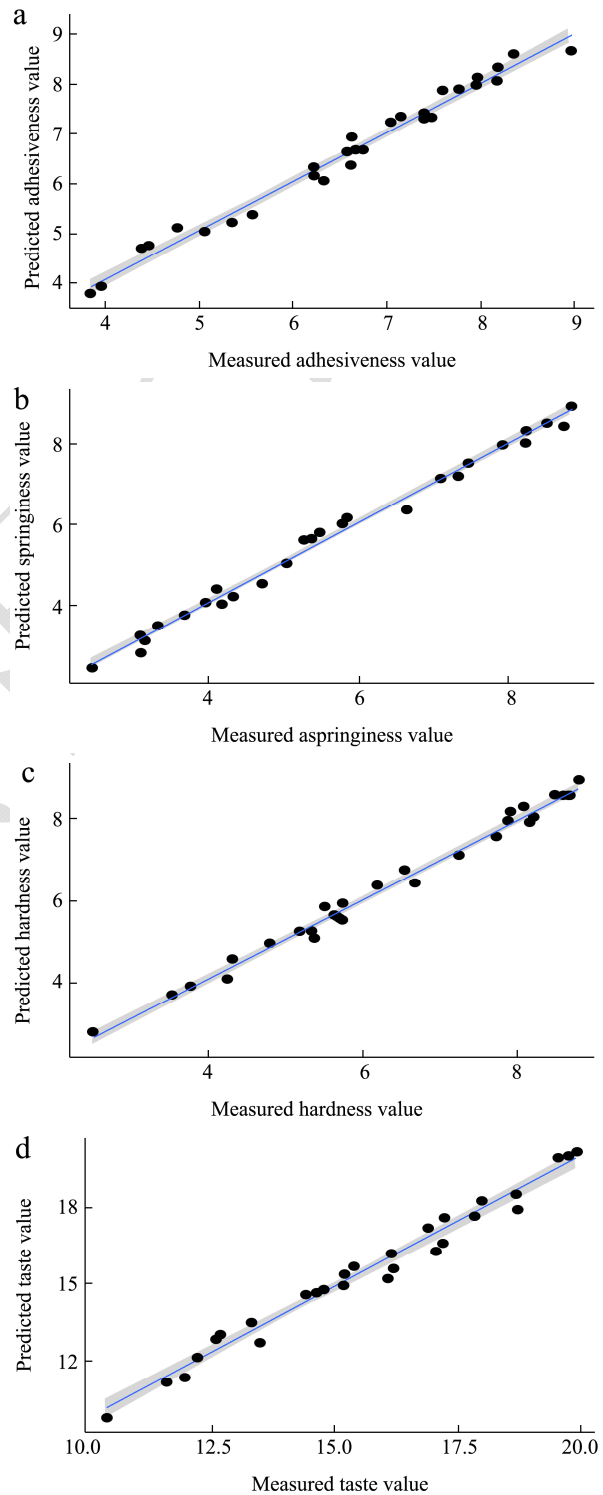 a
9
8
7
6
5
4
Predicted adhesiveness value
4 5 6 7 8 9
Measured adhesiveness value
b
8
6
4
Predicted springiness value
4 6 8
Measured aspringiness value
c
8
6
4
Predicted hardness value
4 6 8
Measured hardness value
d
18
15
12
Predicted taste value
10.0 12.5 15.0 17.5 20.0
Measured taste value